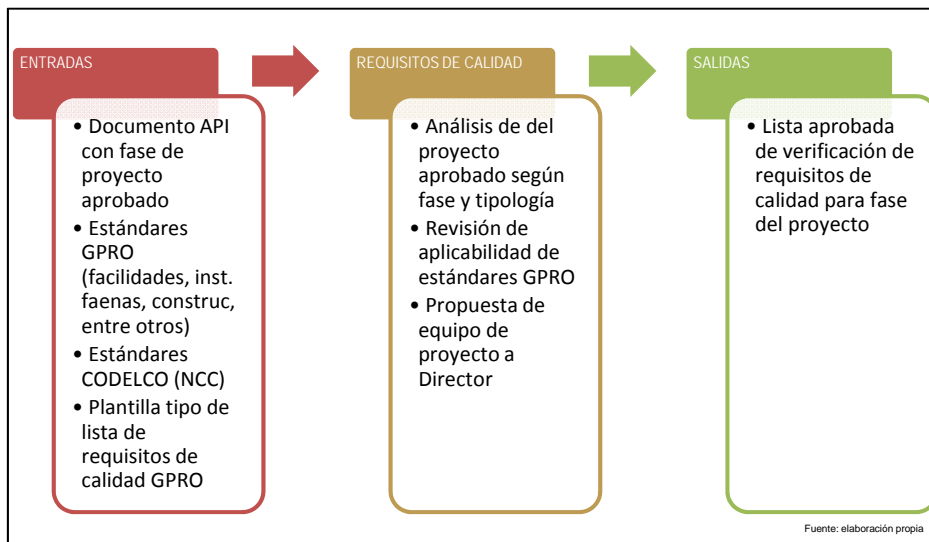 ENTRADAS
• Documento API
con fase de
proyecto
aprobado
• Estándares
GPRO
(facilidades, inst.
faenas, construc,
entre otros)
• Estándares
CODELCO (NCC)
• Plantilla tipo de
lista de
requisitos de
calidad GPRO
REQUISITOS DE CALIDAD
• Análisis de del
proyecto
aprobado según
fase y tipología
• Revisión de
aplicabilidad de
estándares GPRO
• Propuesta de
equipo de
proyecto a
Director
SALIDAS
• Lista aprobada
de verificación de
requisitos de
calidad para fase
del proyecto
Fuente: elaboración propia